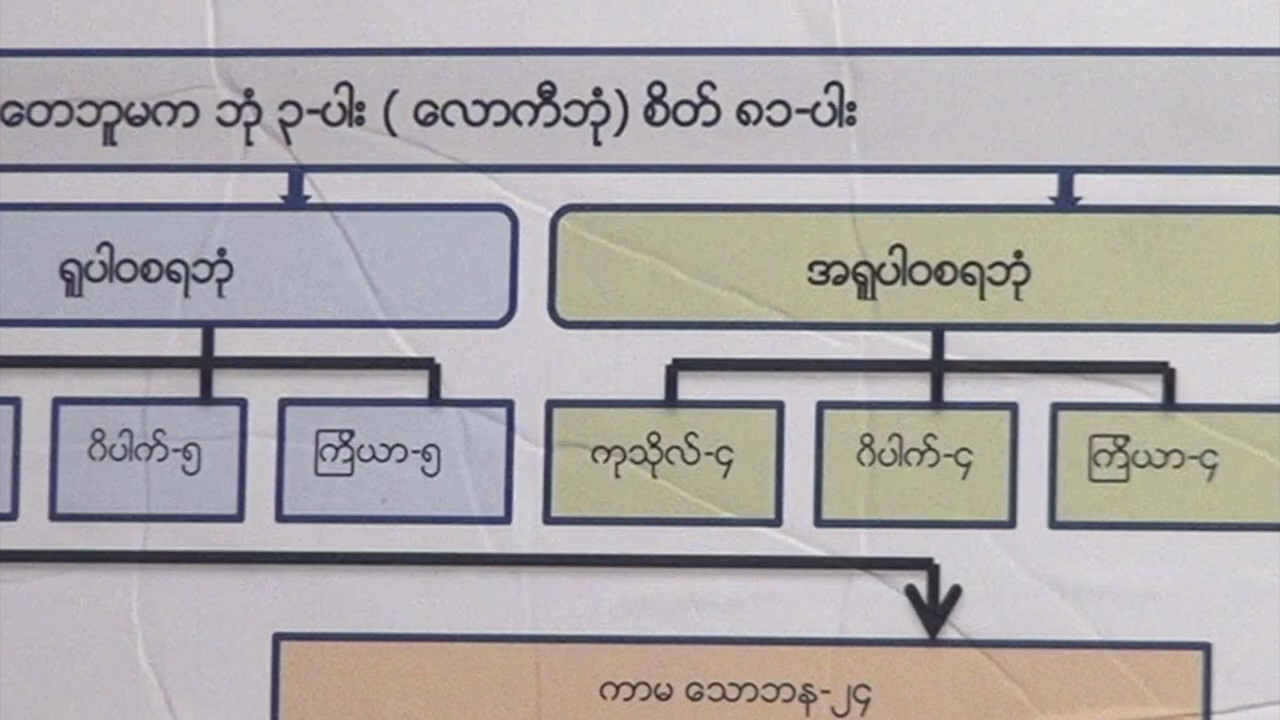 တေဘူမက ဘုံ ၃-ပါး ( လောကီဘုံ) စိတ် ၈၁-ပါး
ရူပါဝစရဘုံ
အရူပါဝစရဘုံ
ဝိပါက်-၅
ကြိယာ-၅
ကုသိုလ်-၄
ဝိပါက်-၄
ကြိယာ-၄
ကာမ သောဘန-၂၄